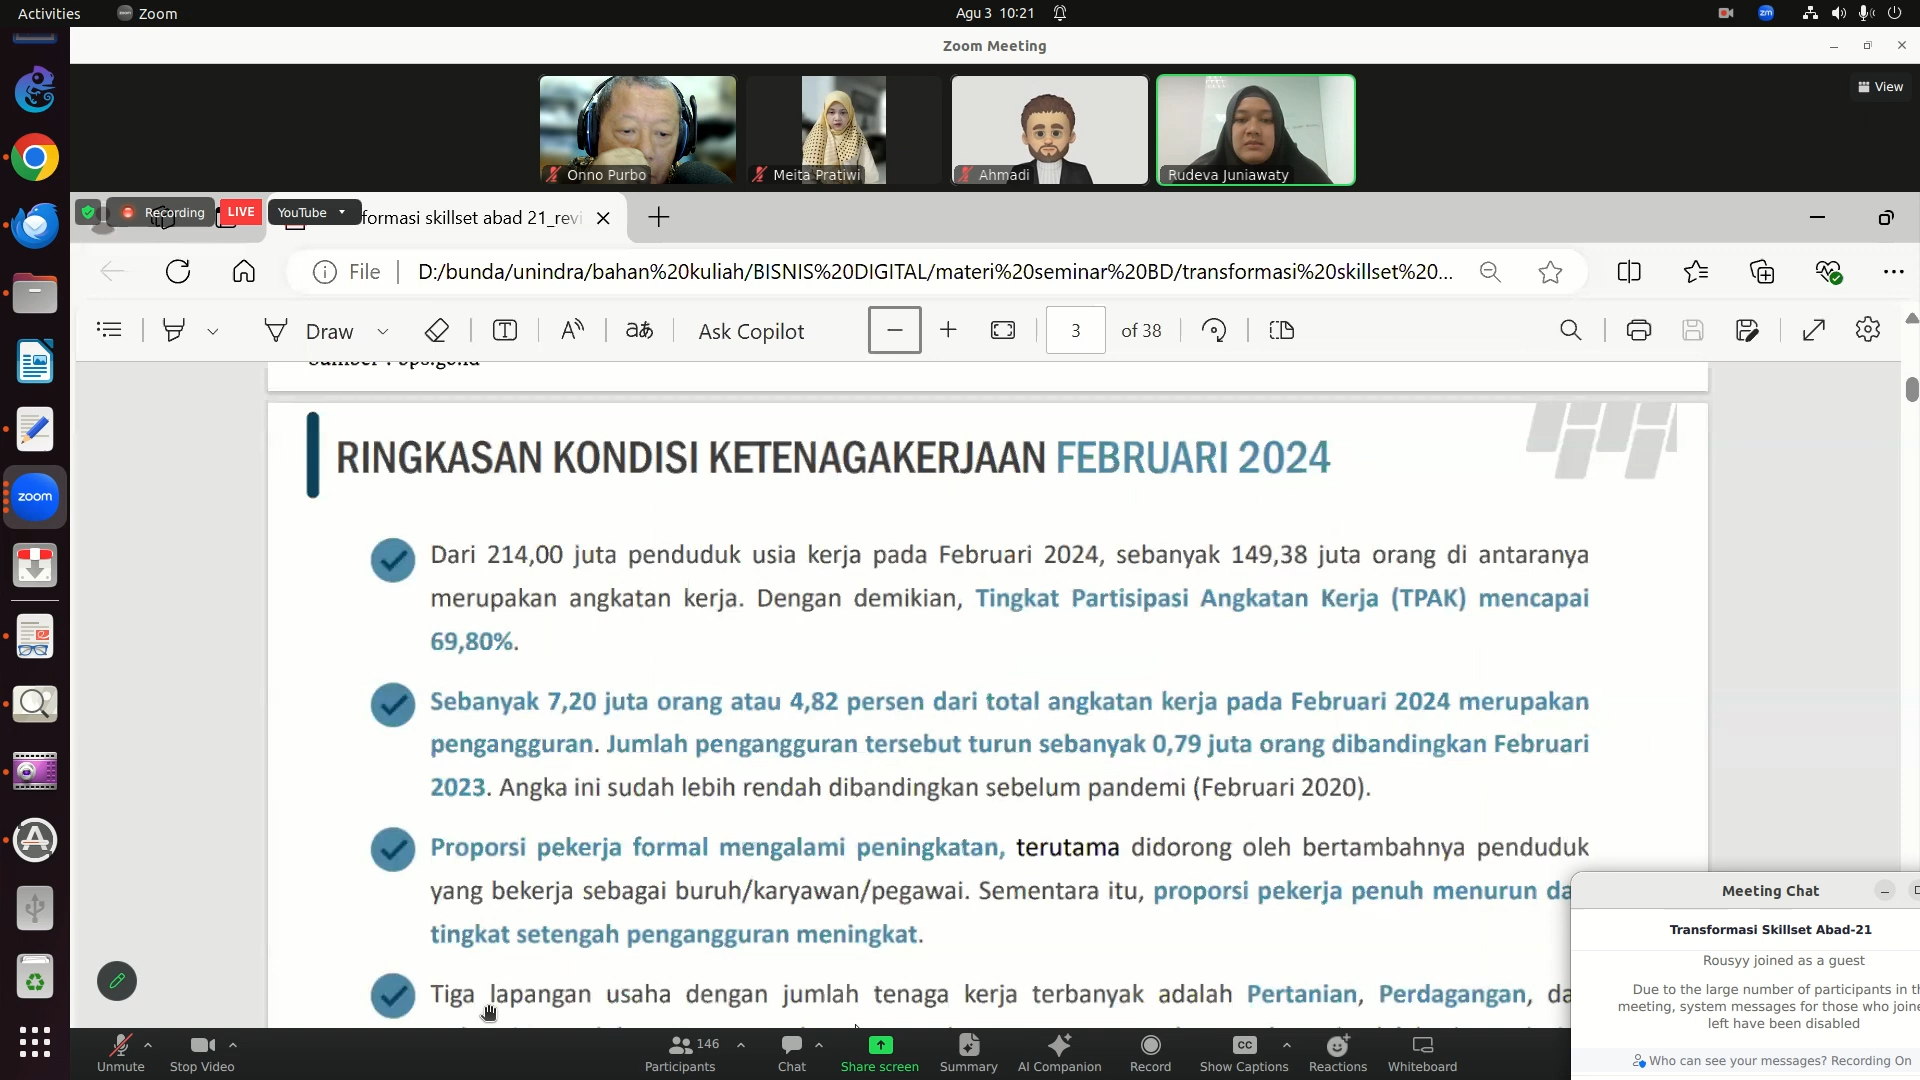 Activities
Zoom
Agu 3 10:21
zm
Zoom Meeting
Onno Purbo
Meita Pratiwi
Ahmadi
Rudeva Juniawaty
View
Recording
LIVE
YouTube
formasi skillset abad 21_revi
File
D:/bunda/unindra/bahan%20kuliah/BISNIS%20DIGITAL/materi%20seminar%20BD/transformasi%20skillset%20...
Draw
Ask Copilot
3
of 38
Sumber : bps.go.id
RINGKASAN KONDISI KETENAGAKERJAAN FEBRUARI 2024
Dari 214,00 juta penduduk usia kerja pada Februari 2024, sebanyak 149,38 juta orang di antaranya
merupakan angkatan kerja. Dengan demikian, Tingkat Partisipasi Angkatan Kerja (TPAK) mencapai
69,80%.
Sebanyak 7,20 juta orang atau 4,82 persen dari total angkatan kerja pada Februari 2024 merupakan
pengangguran. Jumlah pengangguran tersebut turun sebanyak 0,79 juta orang dibandingkan Februari
2023. Angka ini sudah lebih rendah dibandingkan sebelum pandemi (Februari 2020).
Proporsi pekerja formal mengalami peningkatan, terutama didorong oleh bertambahnya penduduk
yang bekerja sebagai buruh/karyawan/pegawai. Sementara itu, proporsi pekerja penuh menurun da
tingkat setengah pengangguran meningkat.
Tiga lapangan usaha dengan jumlah tenaga kerja terbanyak adalah Pertanian, Perdagangan, da
zoom
Meeting Chat
Transformasi Skillset Abad-21
Rousyy joined as a guest
Due to the large number of participants in th
meeting, system messages for those who joine
left have been disabled
Who can see your messages? Recording On
Unmute
Stop Video
146
Participants
Chat
Share screen
Summary
AI Companion
Record
CC
Show Captions
Reactions
Whiteboard